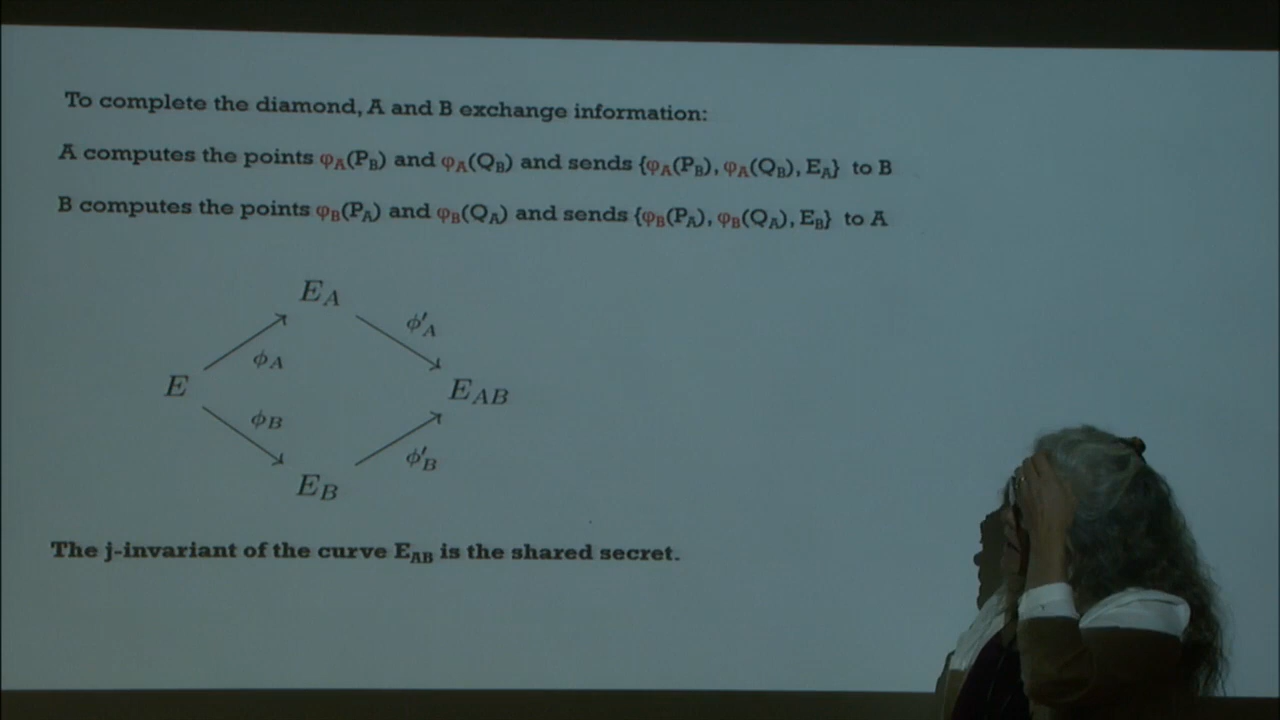 To complete the diamond, A and B exchange information:
A computes the points φA(PB) and φA(QB) and sends {φA(PB), φA(QB), EA} to B
B computes the points φB(PA) and φB(QA) and sends {φB(PA), φB(QA), EB} to A
EA
ϕ′A
ϕA
E
EAB
ϕB
ϕ′B
EB
The j-invariant of the curve EAB is the shared secret.